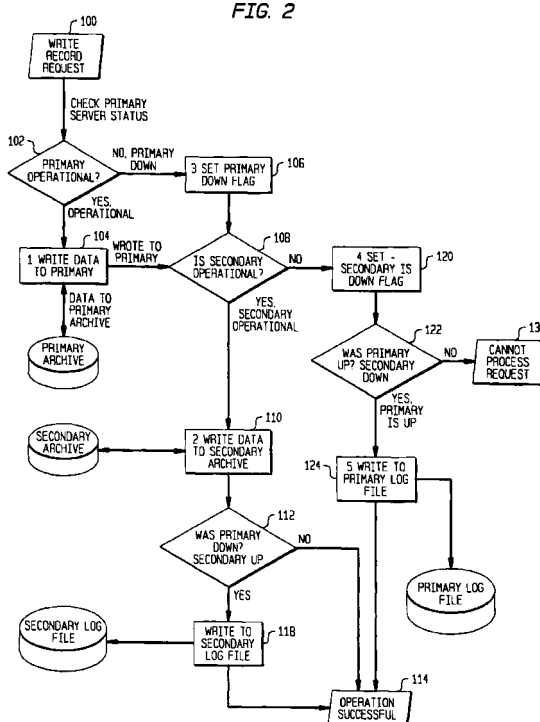 FIG. 2
100
WRITE
RECORD
REQUEST
CHECK PRIMARY
SERVER STATUS
102
PRIMARY
OPERATIONAL?
NO, PRIMARY
DOWN
3 SET PRIMARY
DOWN FLAG
106
YES,
OPERATIONAL
104
1 WRITE DATA
TO PRIMARY
WROTE TO
PRIMARY
108
IS SECONDARY
OPERATIONAL?
NO
4 SET -
SECONDARY IS
DOWN FLAG
120
DATA TO
PRIMARY
ARCHIVE
PRIMARY
ARCHIVE
YES,
SECONDARY
OPERATIONAL
122
WAS PRIMARY
UP? SECONDARY
DOWN
NO
13
CANNOT
PROCESS
REQUEST
YES,
PRIMARY
IS UP
110
SECONDARY
ARCHIVE
2 WRITE DATA
TO SECONDARY
ARCHIVE
124
5 WRITE TO
PRIMARY LOG
FILE
112
WAS PRIMARY
DOWN?
SECONDARY UP
NO
YES
PRIMARY LOG
FILE
SECONDARY LOG
FILE
WRITE TO
SECONDARY
LOG FILE
118
114
OPERATION
SUCCESSFUL